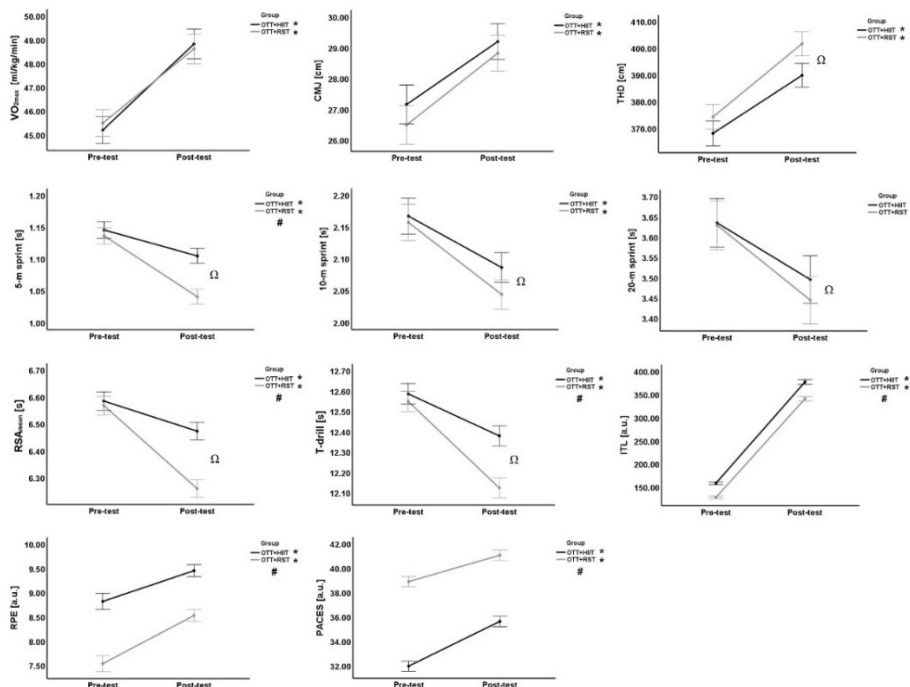 VO2max [ml/kg/min]
50.00
49.00
48.00
47.00
46.00
45.00
Pre-test
Post-test
Group
OTT+HIIT *
OTT+RST *
CMJ [cm]
30.00
29.00
28.00
27.00
26.00
Pre-test
Post-test
Group
OTT+HIIT *
OTT+RST *
THD [cm]
410.00
400.00
390.00
380.00
370.00
Pre-test
Post-test
Ω
Group
OTT+HIIT *
OTT+RST *
5-m sprint [s]
1.20
1.15
1.10
1.05
1.00
Pre-test
Post-test
Ω
Group
OTT+HIIT *
OTT+RST *
#
10-m sprint [s]
2.20
2.15
2.10
2.05
2.00
Pre-test
Post-test
Ω
Group
OTT+HIIT *
OTT+RST *
20-m sprint [s]
3.70
3.65
3.60
3.55
3.50
3.45
3.40
Pre-test
Post-test
Ω
Group
OTT+HIIT
OTT+RST
RSAmean [s]
6.70
6.60
6.50
6.40
6.30
Pre-test
Post-test
Ω
Group
OTT+HIIT *
OTT+RST *
#
T-drill [s]
12.70
12.60
12.50
12.40
12.30
12.20
12.10
Pre-test
Post-test
Ω
Group
OTT+HIIT *
OTT+RST *
#
ITL [a.u.]
400.00
350.00
300.00
250.00
200.00
150.00
Pre-test
Post-test
Group
OTT+HIIT *
OTT+RST *
#
RPE [a.u.]
10.00
9.50
9.00
8.50
8.00
7.50
Pre-test
Post-test
Group
OTT+HIIT *
OTT+RST *
#
PACES [a.u.]
42.00
40.00
38.00
36.00
34.00
32.00
Pre-test
Post-test
Group
OTT+HIIT *
OTT+RST *
#